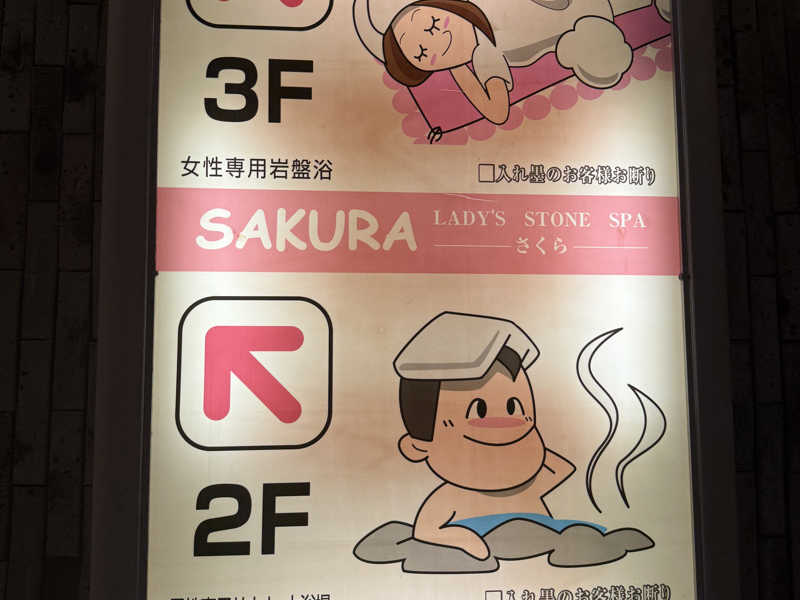 3F
女性専用岩盤浴
□入れ墨のお客様お断り
SAKURA
LADY'S STONE SPA
さくら
2F
□入れ墨のお客様お断り